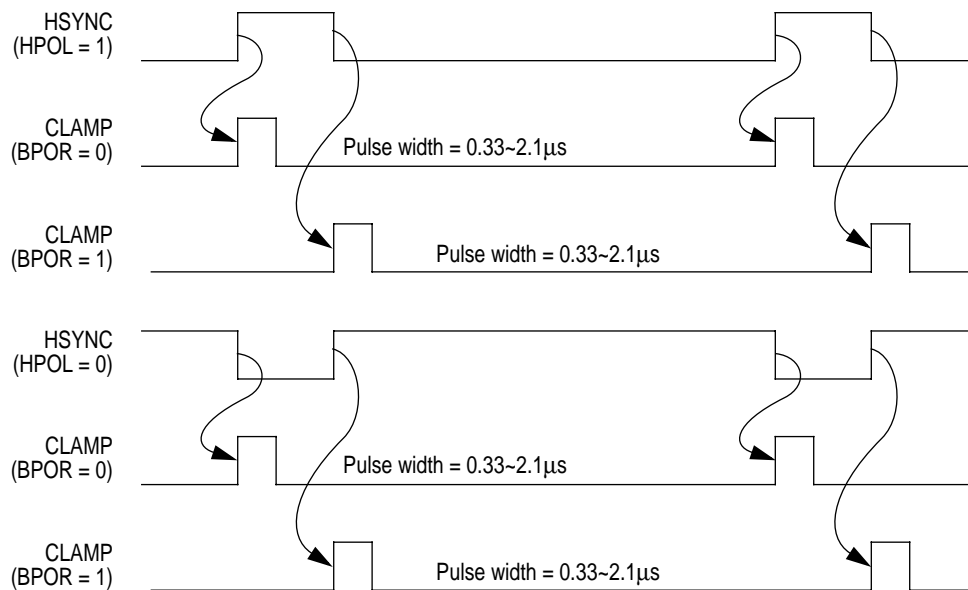 HSYNC
(HPOL = 1)
CLAMP
(BPOR = 0)
Pulse width = 0.33~2.1μs
CLAMP
(BPOR = 1)
Pulse width = 0.33~2.1μs
HSYNC
(HPOL = 0)
CLAMP
(BPOR = 0)
Pulse width = 0.33~2.1μs
CLAMP
(BPOR = 1)
Pulse width = 0.33~2.1μs